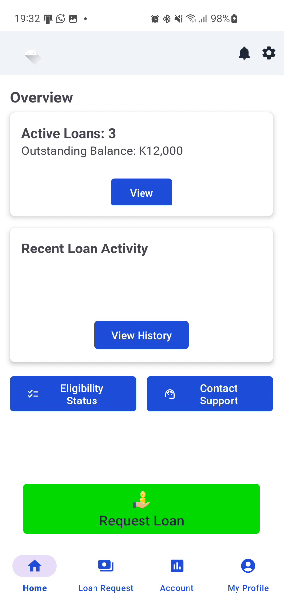 19:32
98%
Overview
Active Loans: 3
Outstanding Balance: K12,000
View
Recent Loan Activity
View History
Eligibility
Status
Contact
Support
Request Loan
Home
Loan Request
Account
My Profile